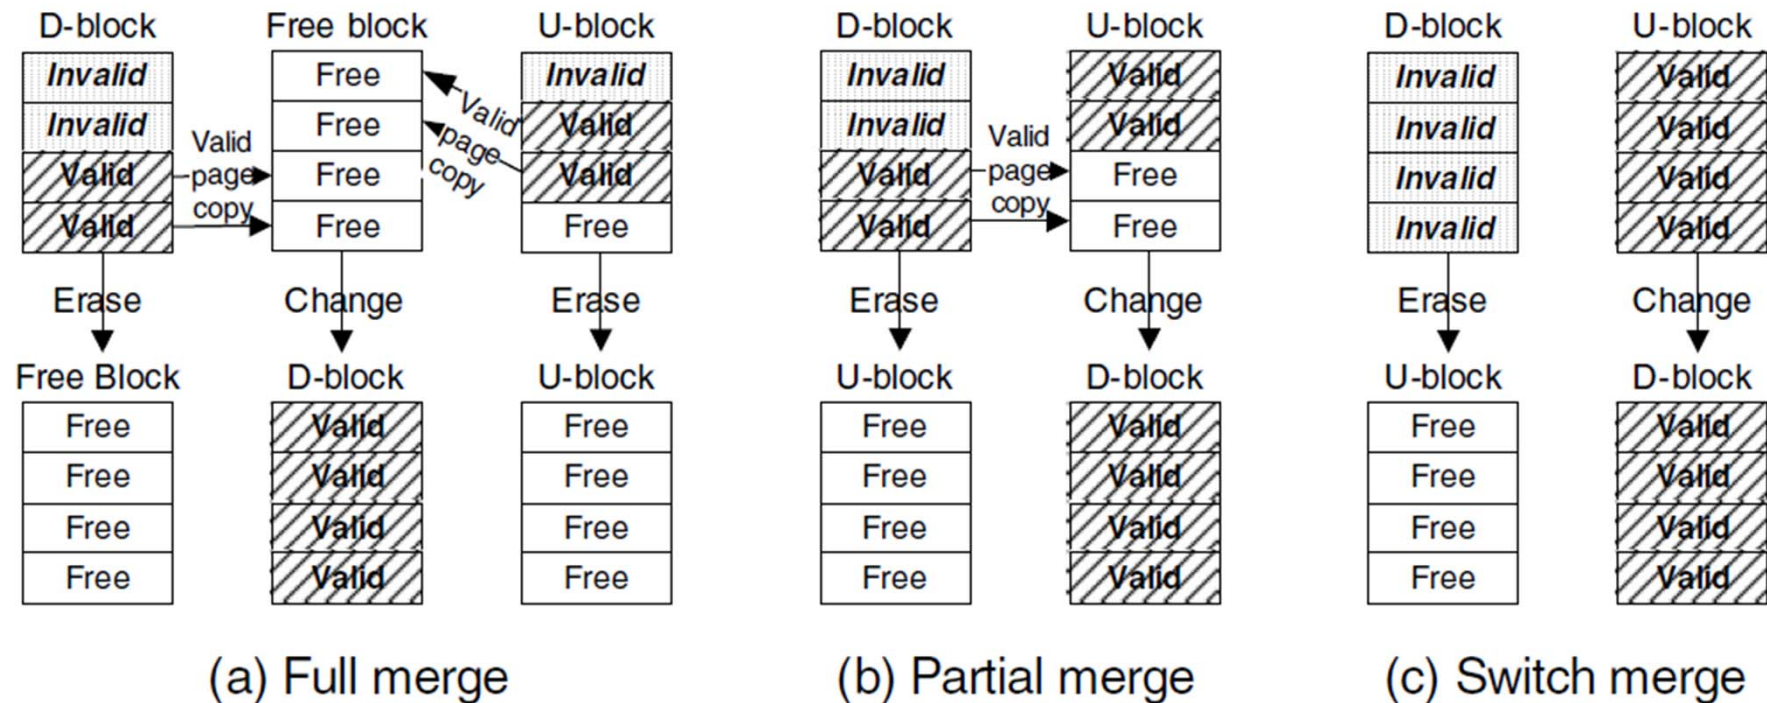 D-block
Invalid
Invalid
Valid
Valid
Valid
page
copy
Free block
Free
Free
Free
Free
Valid
page
copy
U-block
Invalid
Valid
Valid
Free
Erase
Change
Erase
Free Block
Free
Free
Free
Free
D-block
Valid
Valid
Valid
Valid
U-block
Free
Free
Free
Free
(a) Full merge
D-block
Invalid
Invalid
Valid
Valid
Valid
page
copy
U-block
Valid
Valid
Free
Free
Erase
Change
U-block
Free
Free
Free
Free
D-block
Valid
Valid
Valid
Valid
(b) Partial merge
D-block
Invalid
Invalid
Invalid
Invalid
U-block
Valid
Valid
Valid
Valid
Erase
Change
U-block
Free
Free
Free
Free
D-block
Valid
Valid
Valid
Valid
(c) Switch merge